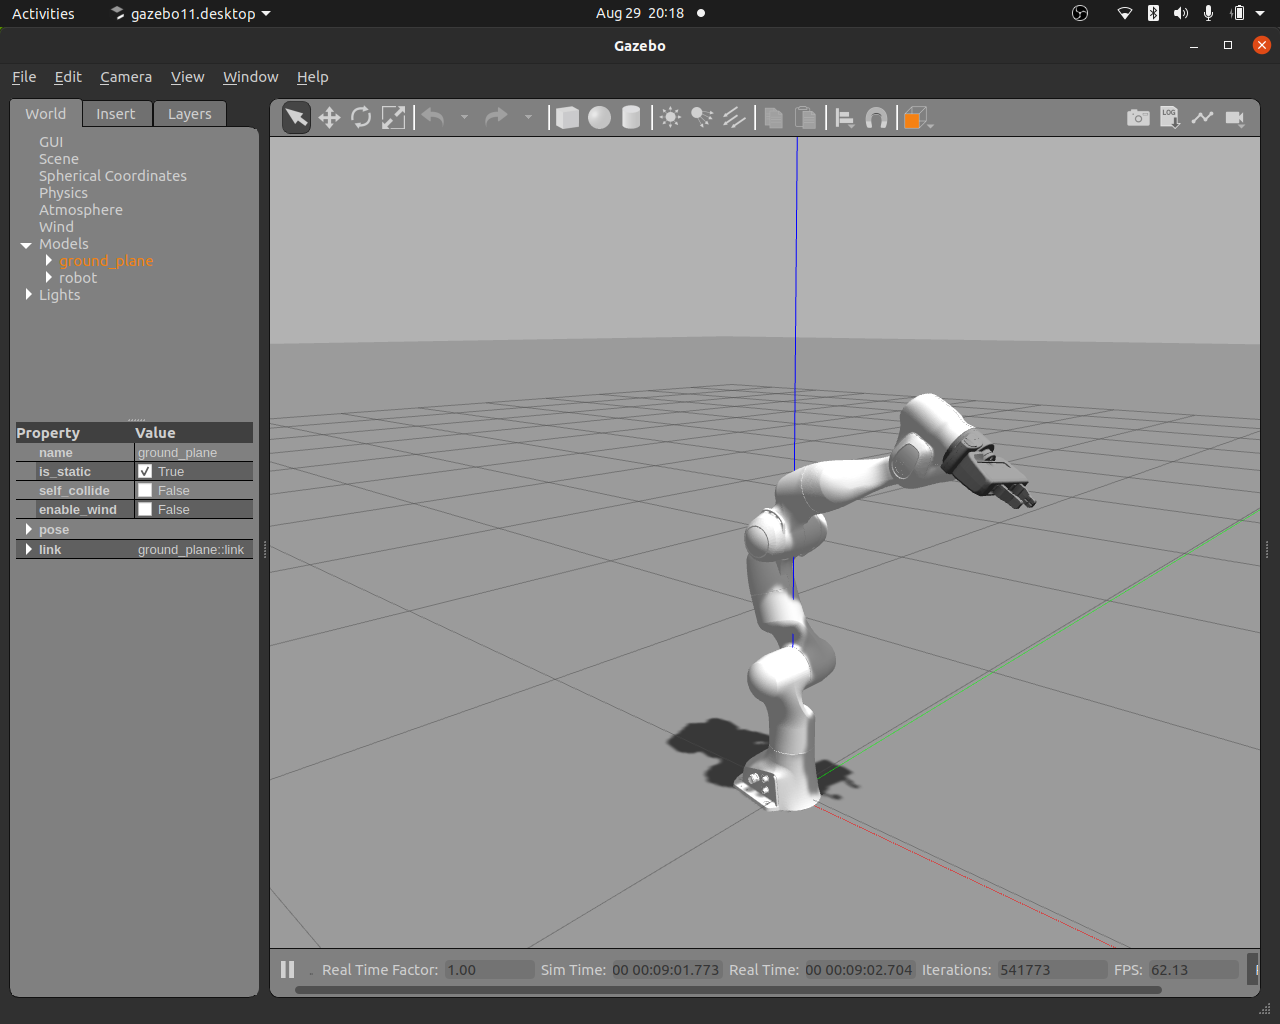 Activities gazebo11.desktop Aug 29 20:18
Gazebo
File Edit Camera View Window Help
World Insert Layers
LOG
GUI
Scene
Spherical Coordinates
Physics
Atmosphere
Wind
Models
ground_plane
robot
Lights
Property Value
name ground_plane
is_static True
self_collide False
enable_wind False
pose
link ground_plane::link
Real Time Factor: 1.00 Sim Time: 00 00:09:01.773 Real Time: 00 00:09:02.704 Iterations: 541773 FPS: 62.13